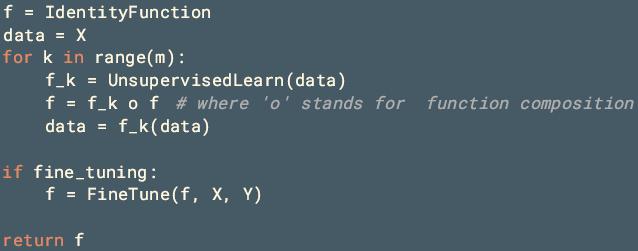 f = IdentityFunction
data = X
for k in range(m):
    f_k = UnsupervisedLearn(data)
    f = f_k o f  # where 'o' stands for  function composition
    data = f_k(data)

if fine_tuning:
    f = FineTune(f, X, Y)

return f